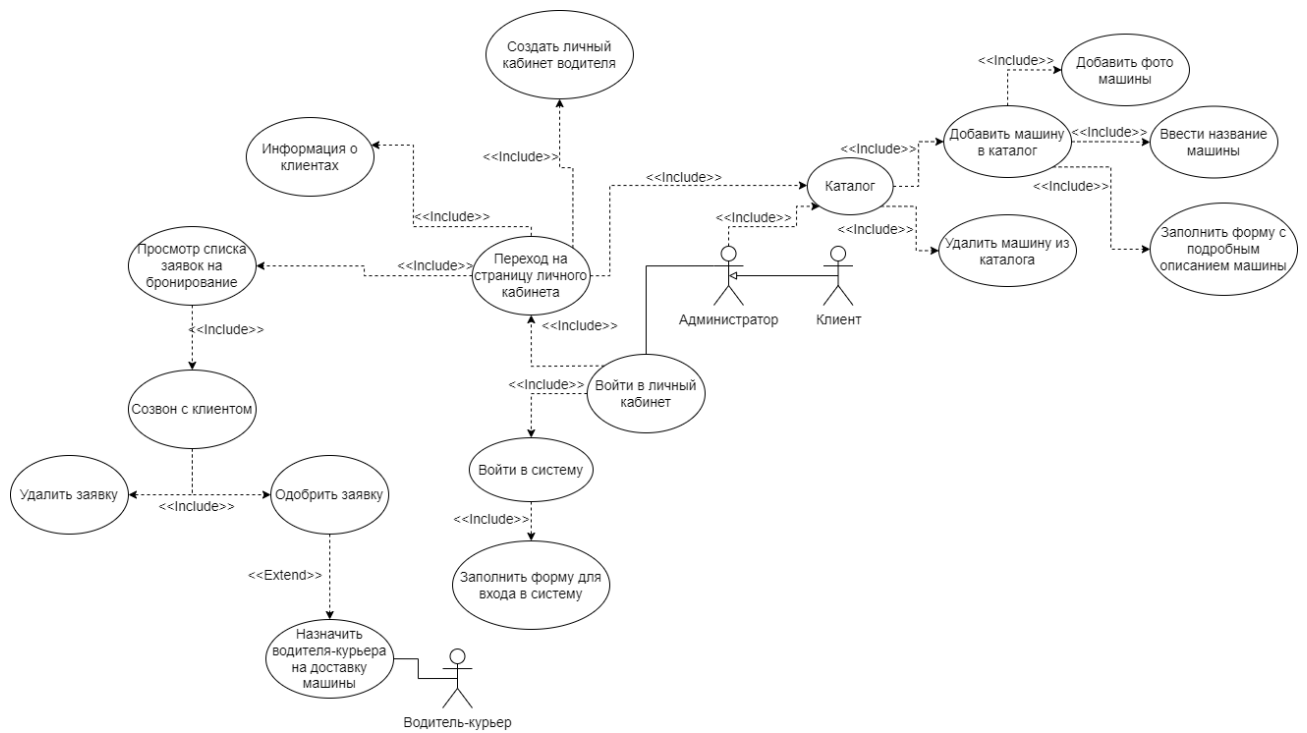 Создать личный
кабинет водителя
<<Include>>
Добавить фото
машины
Информация о
клиентах
<<Include>>
<<Include>>
Добавить машину
в каталог
<<Include>>
Ввести название
машины
<<Include>>
<<Include>>
Каталог
<<Include>>
<<Include>>
<<Include>>
<<Include>>
Просмотр списка
заявок на
бронирование
<<Include>>
Переход на
страницу личного
кабинета
Удалить машину из
каталога
Заполнить форму с
подробным
описанием машины
Администратор
Клиент
<<Include>>
<<Include>>
<<Include>>
Войти в личный
кабинет
Созвон с клиентом
Войти в систему
Удалить заявку
<<Include>>
Одобрить заявку
<<Include>>
<<Extend>>
Заполнить форму для
входа в систему
Назначить
водителя-курьера
на доставку
машины
Водитель-курьер